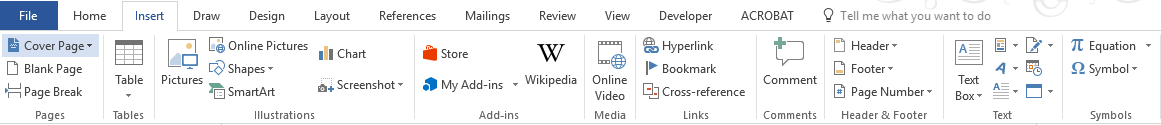 File Home Insert Draw Design Layout References Mailings Review View Developer ACROBAT Tell me what you want to do
Cover Page
Blank Page
Page Break
Pages
Table
Tables
Pictures
Online Pictures
Shapes
SmartArt
Chart
Screenshot
Illustrations
Store
My Add-ins
W
Wikipedia
Add-ins
Online
Video
Media
Hyperlink
Bookmark
Cross-reference
Links
Comment
Comments
Header
Footer
Page Number
Header & Footer
Text
Box
Text
Equation
Symbol
Symbols